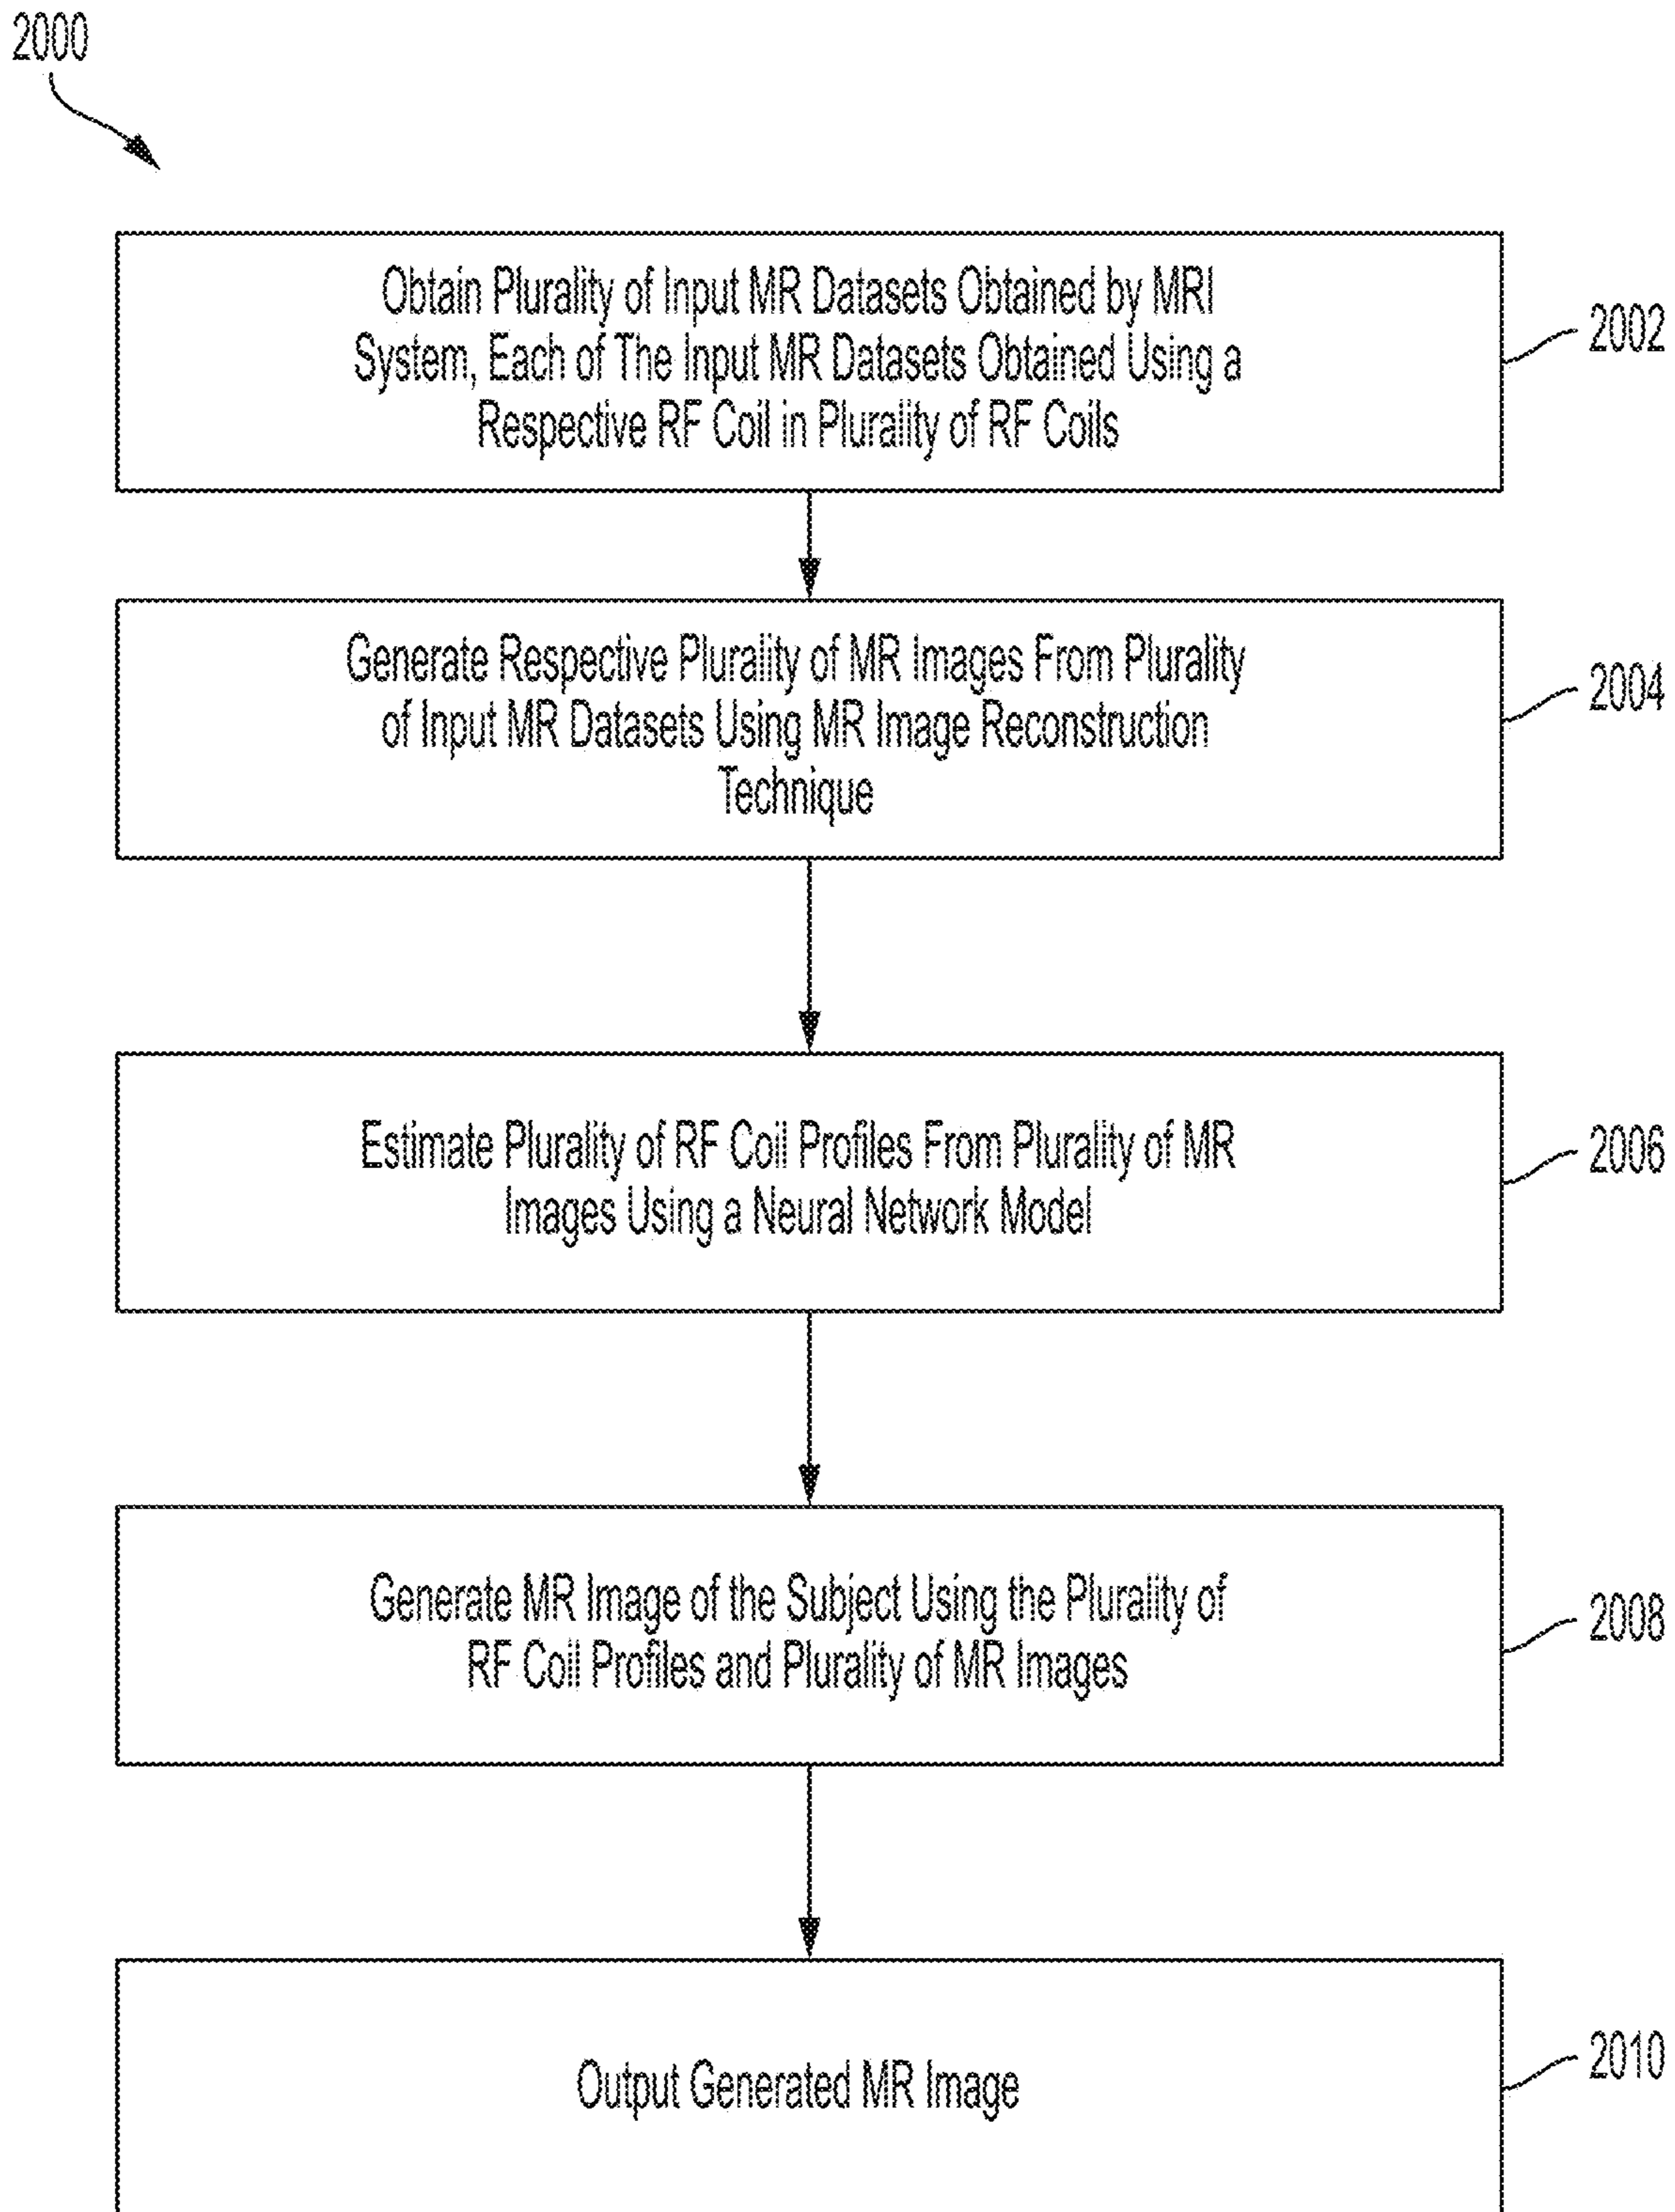 2000
Obtain Plurality of Input MR Datasets Obtained by MRI
System, Each of The Input MR Datasets Obtained Using a
Respective RF Coil in Plurality of RF Coils
2002
Generate Respective Plurality of MR Images From Plurality
of Input MR Datasets Using MR Image Reconstruction
Technique
2004
Estimate Plurality of RF Coil Profiles From Plurality of MR
Images Using a Neural Network Model
2006
Generate MR Image of the Subject Using the Plurality of
RF Coil Profiles and Plurality of MR Images
2008
Output Generated MR Image
2010